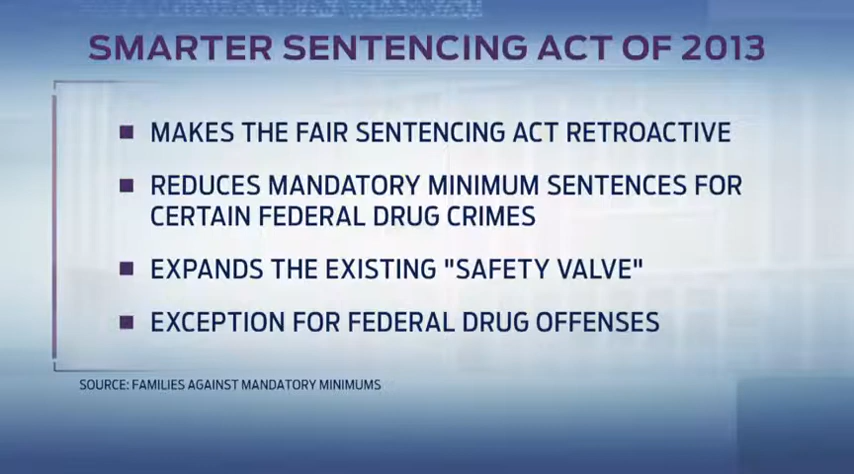 SMARTER SENTENCING ACT OF 2013
MAKES THE FAIR SENTENCING ACT RETROACTIVE
REDUCES MANDATORY MINIMUM SENTENCES FOR
CERTAIN FEDERAL DRUG CRIMES
EXPANDS THE EXISTING "SAFETY VALVE"
EXCEPTION FOR FEDERAL DRUG OFFENSES
SOURCE: FAMILIES AGAINST MANDATORY MINIMUMS